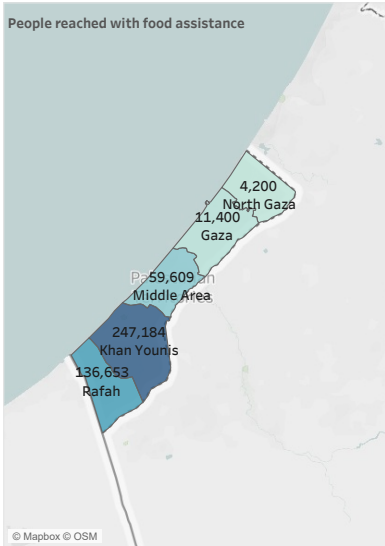 People reached with food assistance
4,200
North Gaza
11,400
Gaza
59,609
Middle Area
247,184
Khan Younis
136,653
Rafah
© Mapbox © OSM